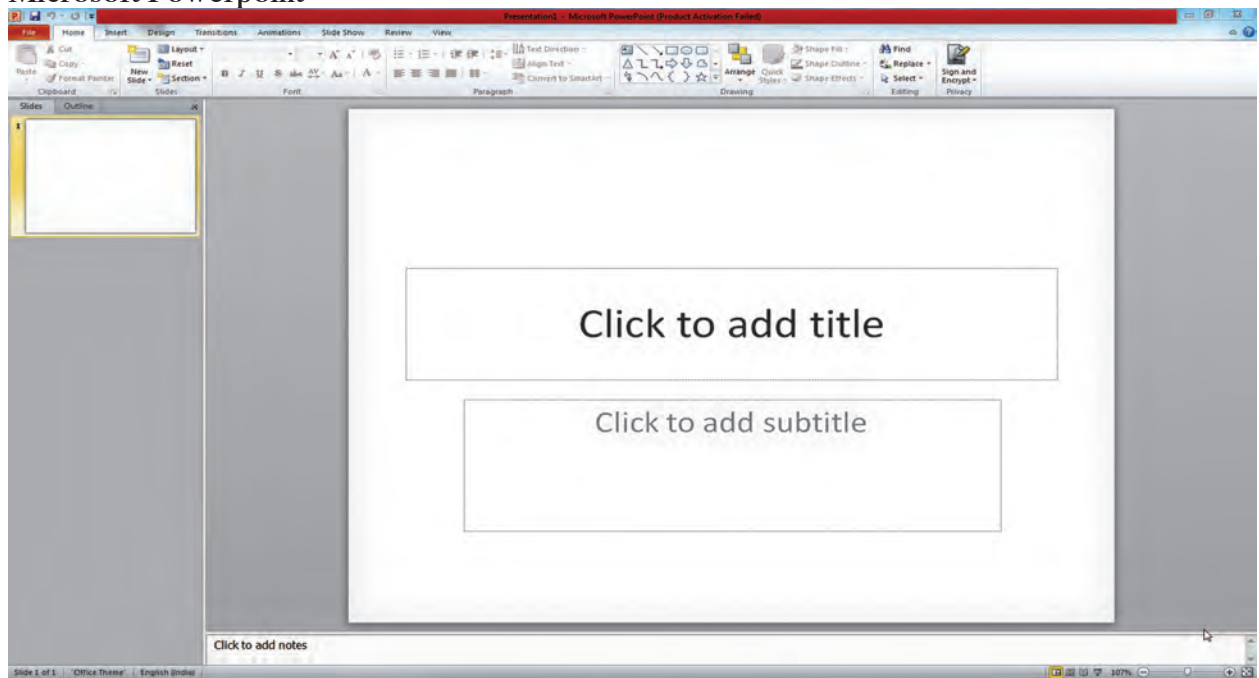 Microsoft Powerpoint
Presentation1 - Microsoft PowerPoint (Product Activation Failed)
File Home Insert Design Transitions Animations Slide Show Review View
Paste
Cut
Copy
Format Painter
Clipboard
New Slide
Layout
Reset
Section
Slides
B I U S abc AV Aa A
Font
Text Direction
Align Text
Convert to SmartArt
Paragraph
Arrange
Quick Styles
Shape Fill
Shape Outline
Shape Effects
Drawing
Find
Replace
Select
Editing
Sign and Encrypt
Privacy
Slides Outline
1
Click to add title
Click to add subtitle
Click to add notes
Slide 1 of 1 "Office Theme" English (India) 107%